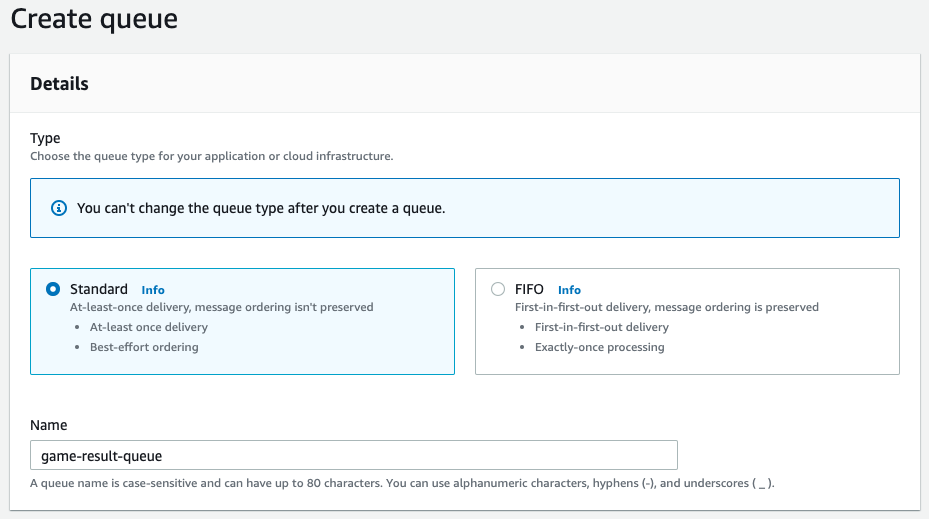 Create queue
Details
Type
Choose the queue type for your application or cloud infrastructure.
You can't change the queue type after you create a queue.
Standard Info
At-least-once delivery, message ordering isn't preserved
• At-least once delivery
• Best-effort ordering
FIFO Info
First-in-first-out delivery, message ordering is preserved
• First-in-first-out delivery
• Exactly-once processing
Name
game-result-queue
A queue name is case-sensitive and can have up to 80 characters. You can use alphanumeric characters, hyphens (-), and underscores ( _ ).